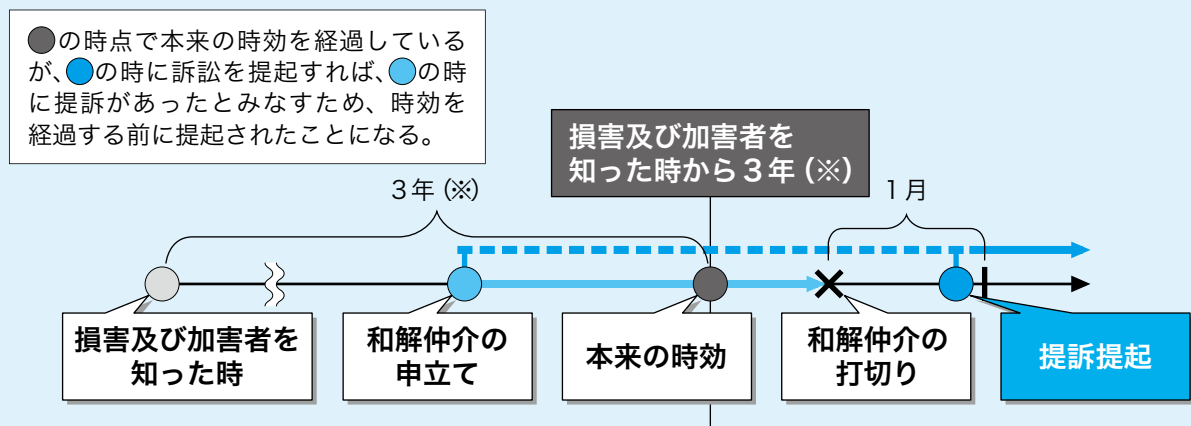 ●の時点で本来の時効を経過している
が、●の時に訴訟を提起すれば、●の時
に提訴があったとみなすため、時効を
経過する前に提起されたことになる。
損害及び加害者を
知った時から3年(※)
3年(※)
1月
損害及び加害者を
知った時
和解仲介の
申立て
本来の時効
和解仲介の
打切り
提訴提起